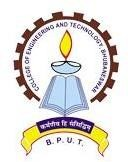 COLLEGE OF ENGINEERING AND TECHNOLOGY, BHUBANESWAR
B. P. U. T.